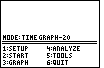 MODE:TIME GRAPH-20
1:SETUP 4:ANALYZE
2:START 5:TOOLS
3:GRAPH 6:QUIT